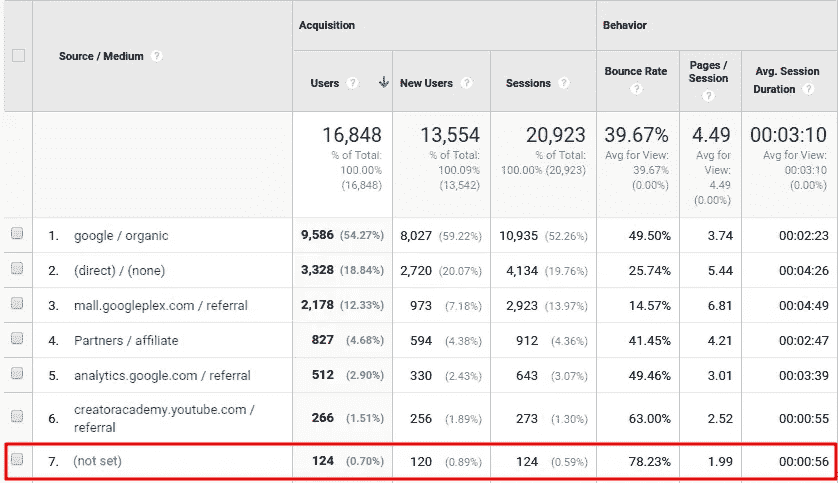 Acquisition Behavior
Source / Medium ?
Users ? New Users ? Sessions ? Bounce Rate ? Pages / Session ? Avg. Session Duration ?
16,848 13,554 20,923 39.67% 4.49 00:03:10
% of Total: 100.00% (16,848) % of Total: 100.09% (13,542) % of Total: 100.00% (20,923) Avg for View: 39.67% (0.00%) Avg for View: 4.49 (0.00%) Avg for View: 00:03:10 (0.00%)
1. google / organic 9,586 (54.27%) 8,027 (59.22%) 10,935 (52.26%) 49.50% 3.74 00:02:23
2. (direct) / (none) 3,328 (18.84%) 2,720 (20.07%) 4,134 (19.76%) 25.74% 5.44 00:04:26
3. mall.googleplex.com / referral 2,178 (12.33%) 973 (7.18%) 2,923 (13.97%) 14.57% 6.81 00:04:49
4. Partners / affiliate 827 (4.68%) 594 (4.38%) 912 (4.36%) 41.45% 4.21 00:02:47
5. analytics.google.com / referral 512 (2.90%) 330 (2.43%) 643 (3.07%) 49.46% 3.01 00:03:39
6. creatoracademy.youtube.com / referral 266 (1.51%) 256 (1.89%) 273 (1.30%) 63.00% 2.52 00:00:55
7. (not set) 124 (0.70%) 120 (0.89%) 124 (0.59%) 78.23% 1.99 00:00:56